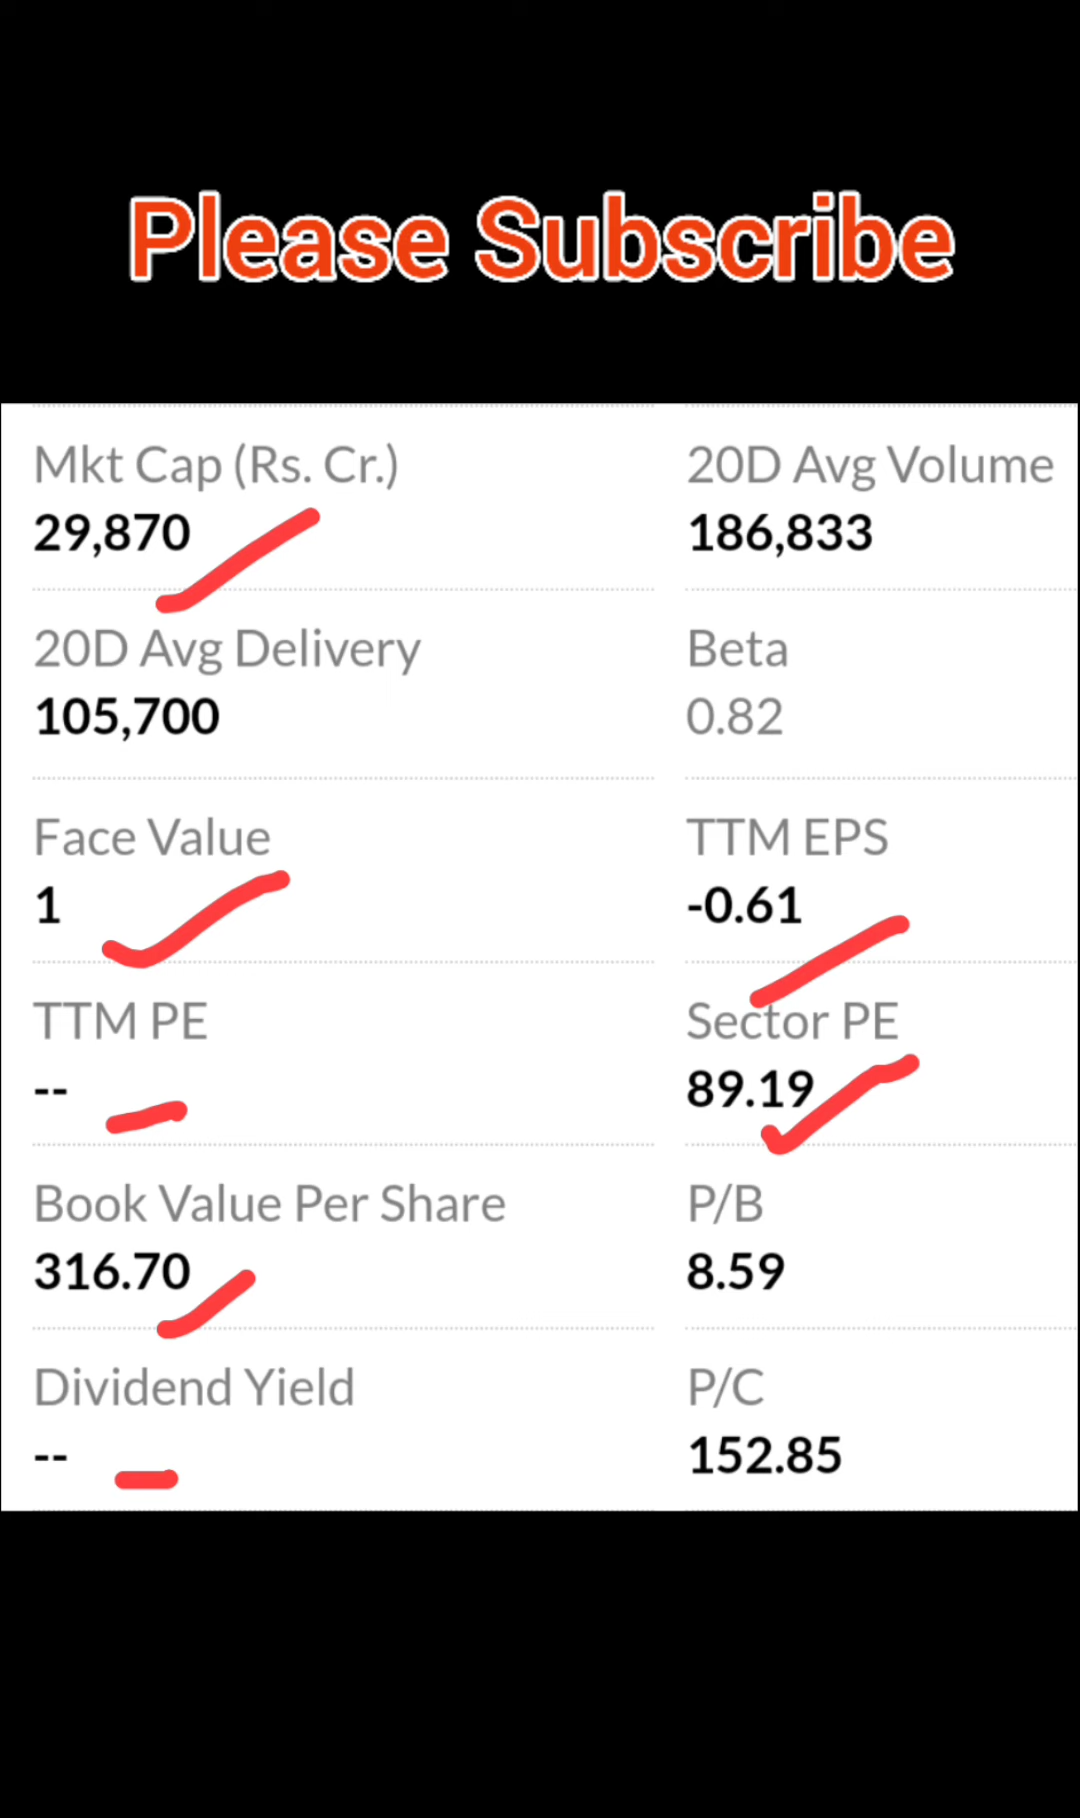 Please Subscribe
Mkt Cap (Rs. Cr.)
29,870
20D Avg Volume
186,833
20D Avg Delivery
105,700
Beta
0.82
Face Value
1
TTM EPS
-0.61
TTM PE
--
Sector PE
89.19
Book Value Per Share
316.70
P/B
8.59
Dividend Yield
--
P/C
152.85